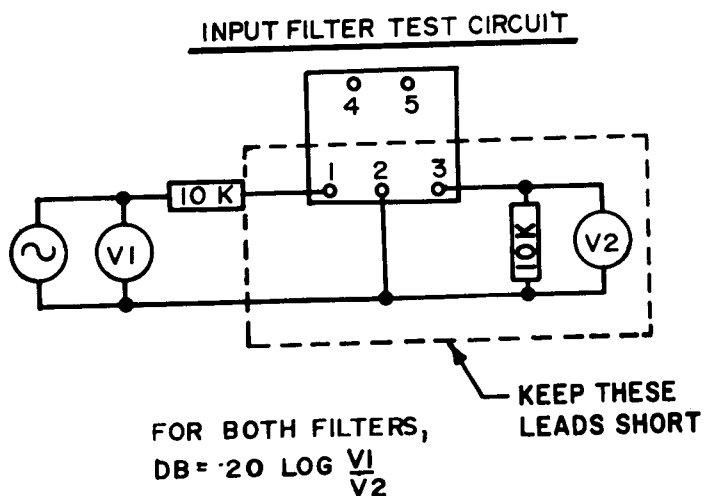 INPUT FILTER TEST CIRCUIT
4 5
1 2 3
10 K
V1
10K
V2
KEEP THESE
LEADS SHORT
FOR BOTH FILTERS,
DB = 20 LOG V1
V2